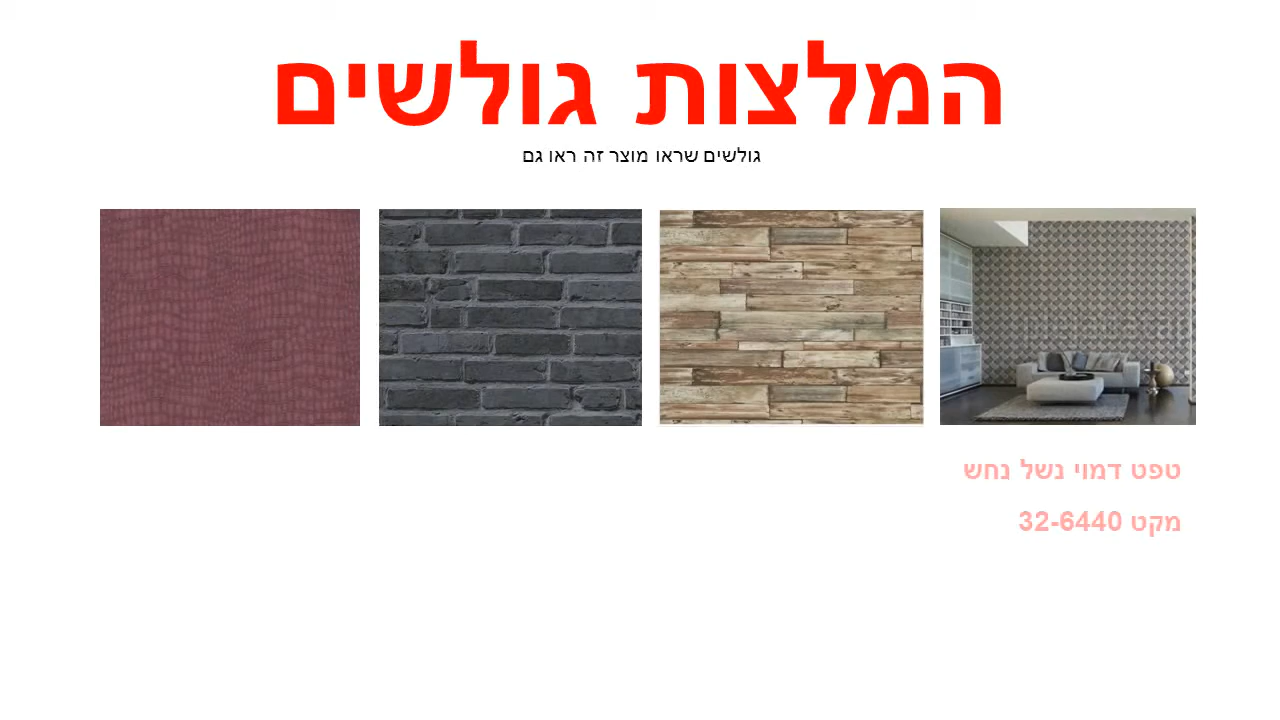 המלצות גולשים
גולשים שראו מוצר זה ראו גם
טפט דמוי נשל נחש
מקט 32-6440